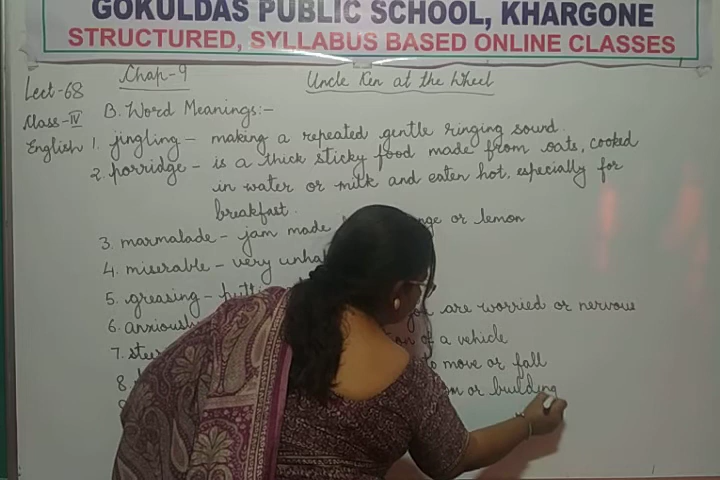 GOKULDAS PUBLIC SCHOOL, KHARGONE
STRUCTURED, SYLLABUS BASED ONLINE CLASSES
Lect-68 Chap-9 Uncle Ken at the Wheel
Class-IV B. Word Meanings:-
English 1. jingling - making a repeated gentle ringing sound.
2. porridge - is a thick sticky food made from oats, cooked
in water or milk and eaten hot, especially for
breakfast.
3. marmalade - jam made or lemon
4. miserable - very
5. greasing -
6. are worried or nervous
7. of a vehicle
8. to move or fall
or building